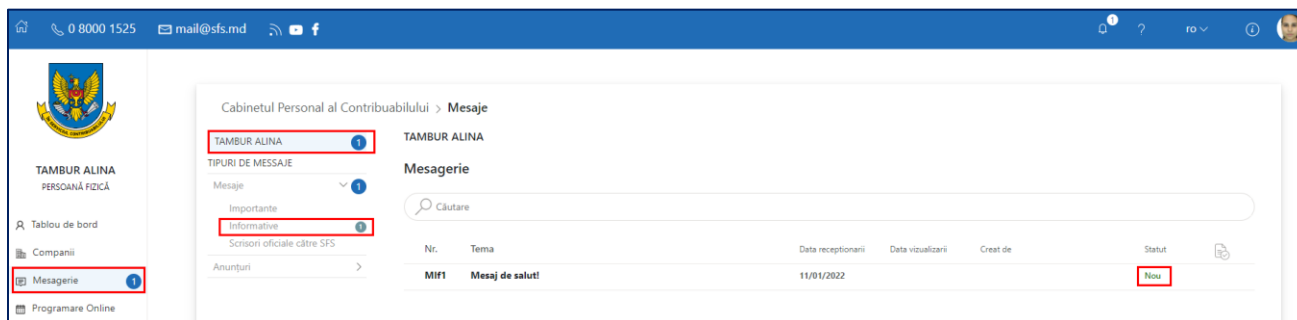 0 8000 1525 mail@sfs.md f 1 ? ro i
Cabinetul Personal al Contribuabilului > Mesaje
TAMBUR ALINA
PERSOANĂ FIZICĂ
Tablou de bord
Companii
Mesagerie 1
Programare Online
TAMBUR ALINA 1
TIPURI DE MESSAJE
Mesaje 1
Importante
Informative 1
Scrisori oficiale către SFS
Anunțuri >
TAMBUR ALINA
Mesagerie
Căutare
Nr. Tema Data receptionarii Data vizualizarii Creat de Statut
MIf1 Mesaj de salut! 11/01/2022 Nou